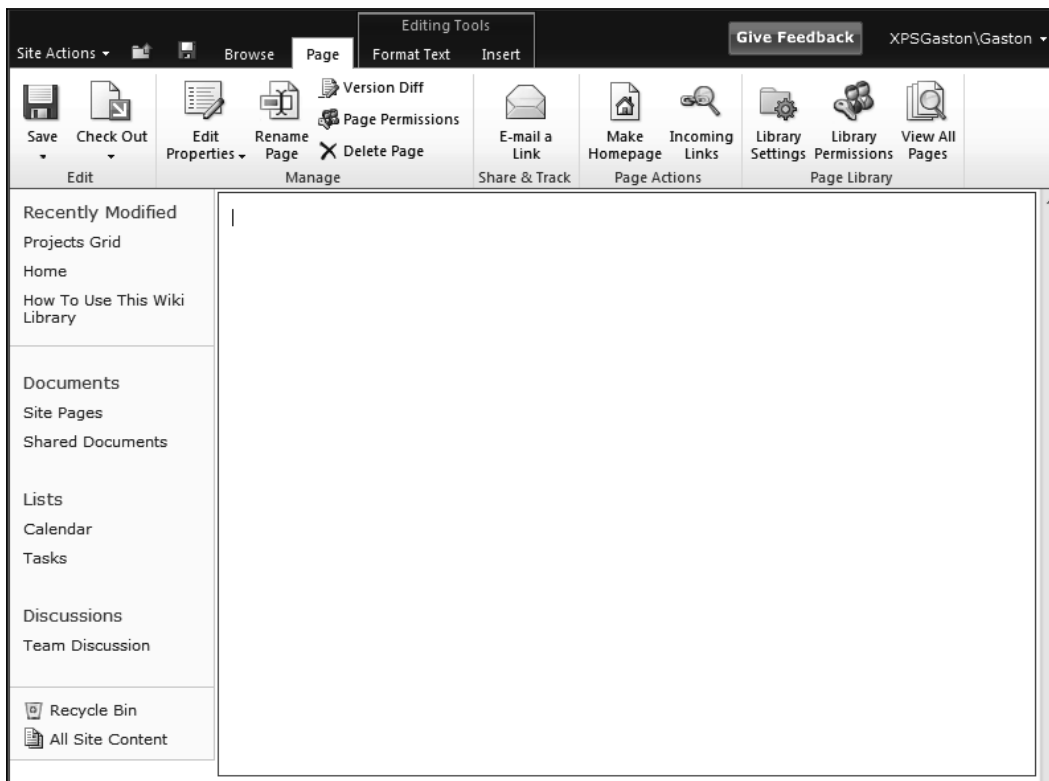 Editing Tools
Give Feedback
XPSGaston\Gaston
Site Actions
Browse
Page
Format Text
Insert
Save
Check Out
Edit
Edit
Properties
Rename
Page
Version Diff
Page Permissions
Delete Page
Manage
E-mail a
Link
Share & Track
Make
Homepage
Incoming
Links
Page Actions
Library
Settings
Library
Permissions
View All
Pages
Page Library
Recently Modified
Projects Grid
Home
How To Use This Wiki
Library
Documents
Site Pages
Shared Documents
Lists
Calendar
Tasks
Discussions
Team Discussion
Recycle Bin
All Site Content